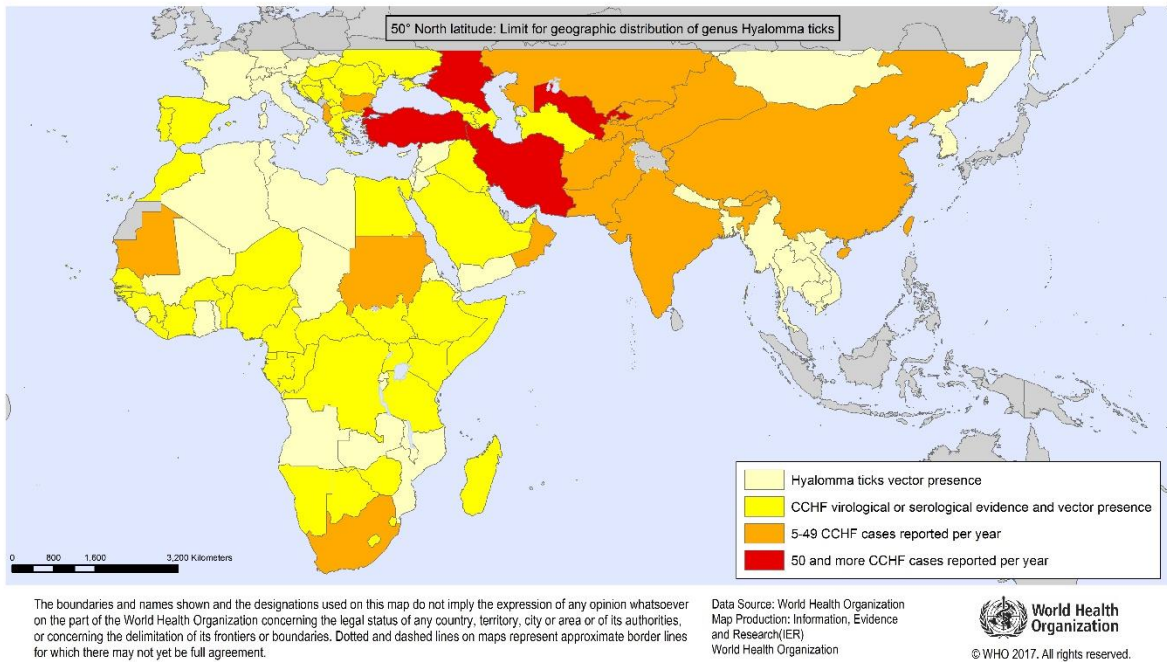 50° North latitude: Limit for geographic distribution of genus Hyalomma ticks
Hyalomma ticks vector presence
CCHF virological or serological evidence and vector presence
5-49 CCHF cases reported per year
50 and more CCHF cases reported per year
0 800 1,600 3,200 Kilometers
The boundaries and names shown and the designations used on this map do not imply the expression of any opinion whatsoever
on the part of the World Health Organization concerning the legal status of any country, territory, city or area or of its authorities,
or concerning the delimitation of its frontiers or boundaries. Dotted and dashed lines on maps represent approximate border lines
for which there may not yet be full agreement.
Data Source: World Health Organization
Map Production: Information, Evidence
and Research(IER)
World Health Organization
World Health
Organization
© WHO 2017. All rights reserved.